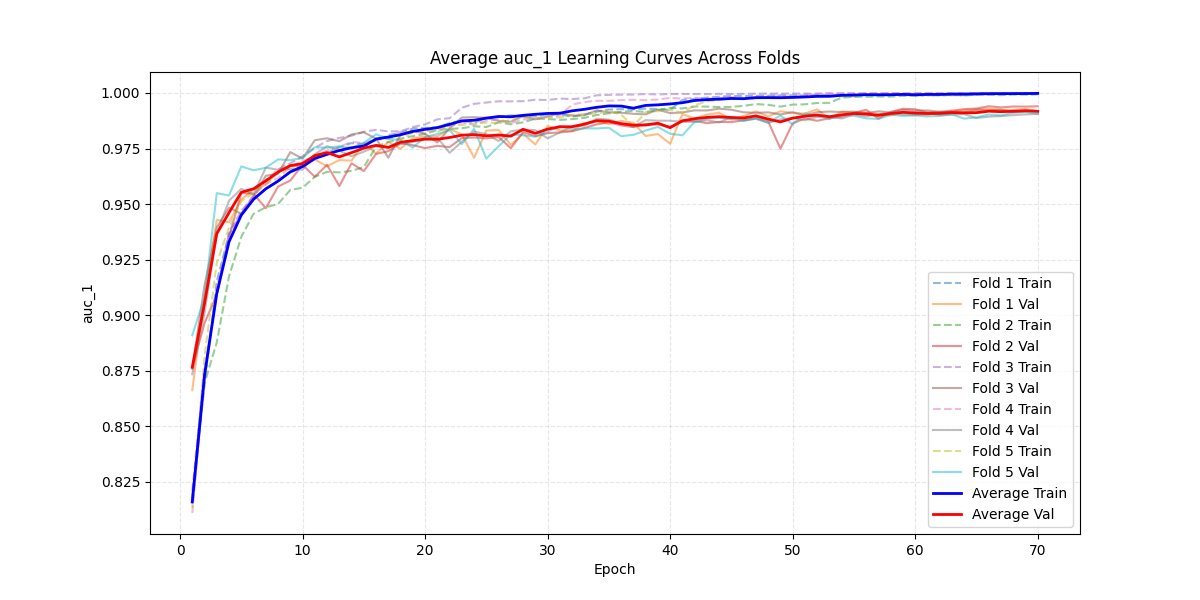 Average auc_1 Learning Curves Across Folds
auc_1
1.000
0.975
0.950
0.925
0.900
0.875
0.850
0.825
0 10 20 30 40 50 60 70
Epoch
Fold 1 Train
Fold 1 Val
Fold 2 Train
Fold 2 Val
Fold 3 Train
Fold 3 Val
Fold 4 Train
Fold 4 Val
Fold 5 Train
Fold 5 Val
Average Train
Average Val